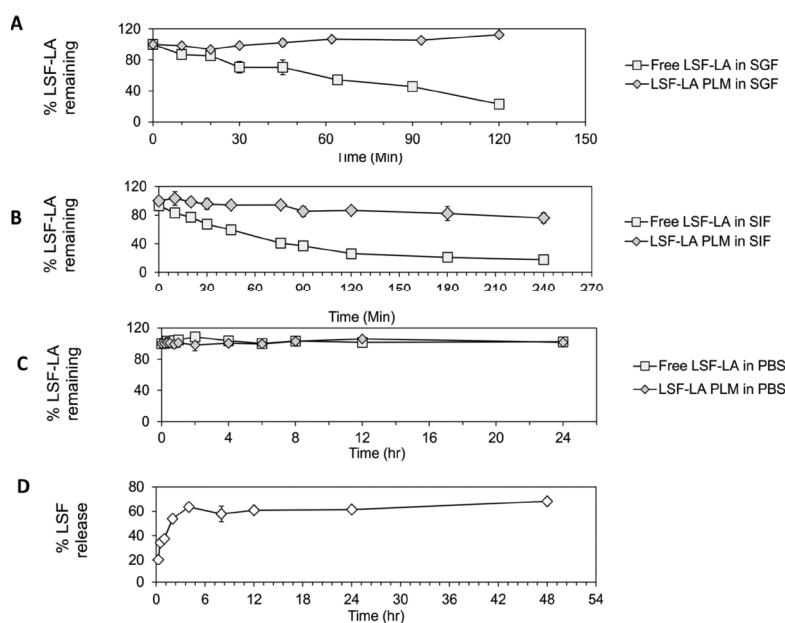 A
% LSF-LA
remaining
120
80
40
0
0 30 60 90 120 150
Time (Min)
Free LSF-LA in SGF
LSF-LA PLM in SGF
B
% LSF-LA
remaining
120
80
40
0
0 30 60 90 120 150 180 210 240 270
Time (Min)
Free LSF-LA in SIF
LSF-LA PLM in SIF
C
% LSF-LA
remaining
120
80
40
0
0 4 8 12 16 20 24
Time (hr)
Free LSF-LA in PBS
LSF-LA PLM in PBS
D
% LSF
release
80
60
40
20
0
0 6 12 18 24 30 36 42 48 54
Time (hr)